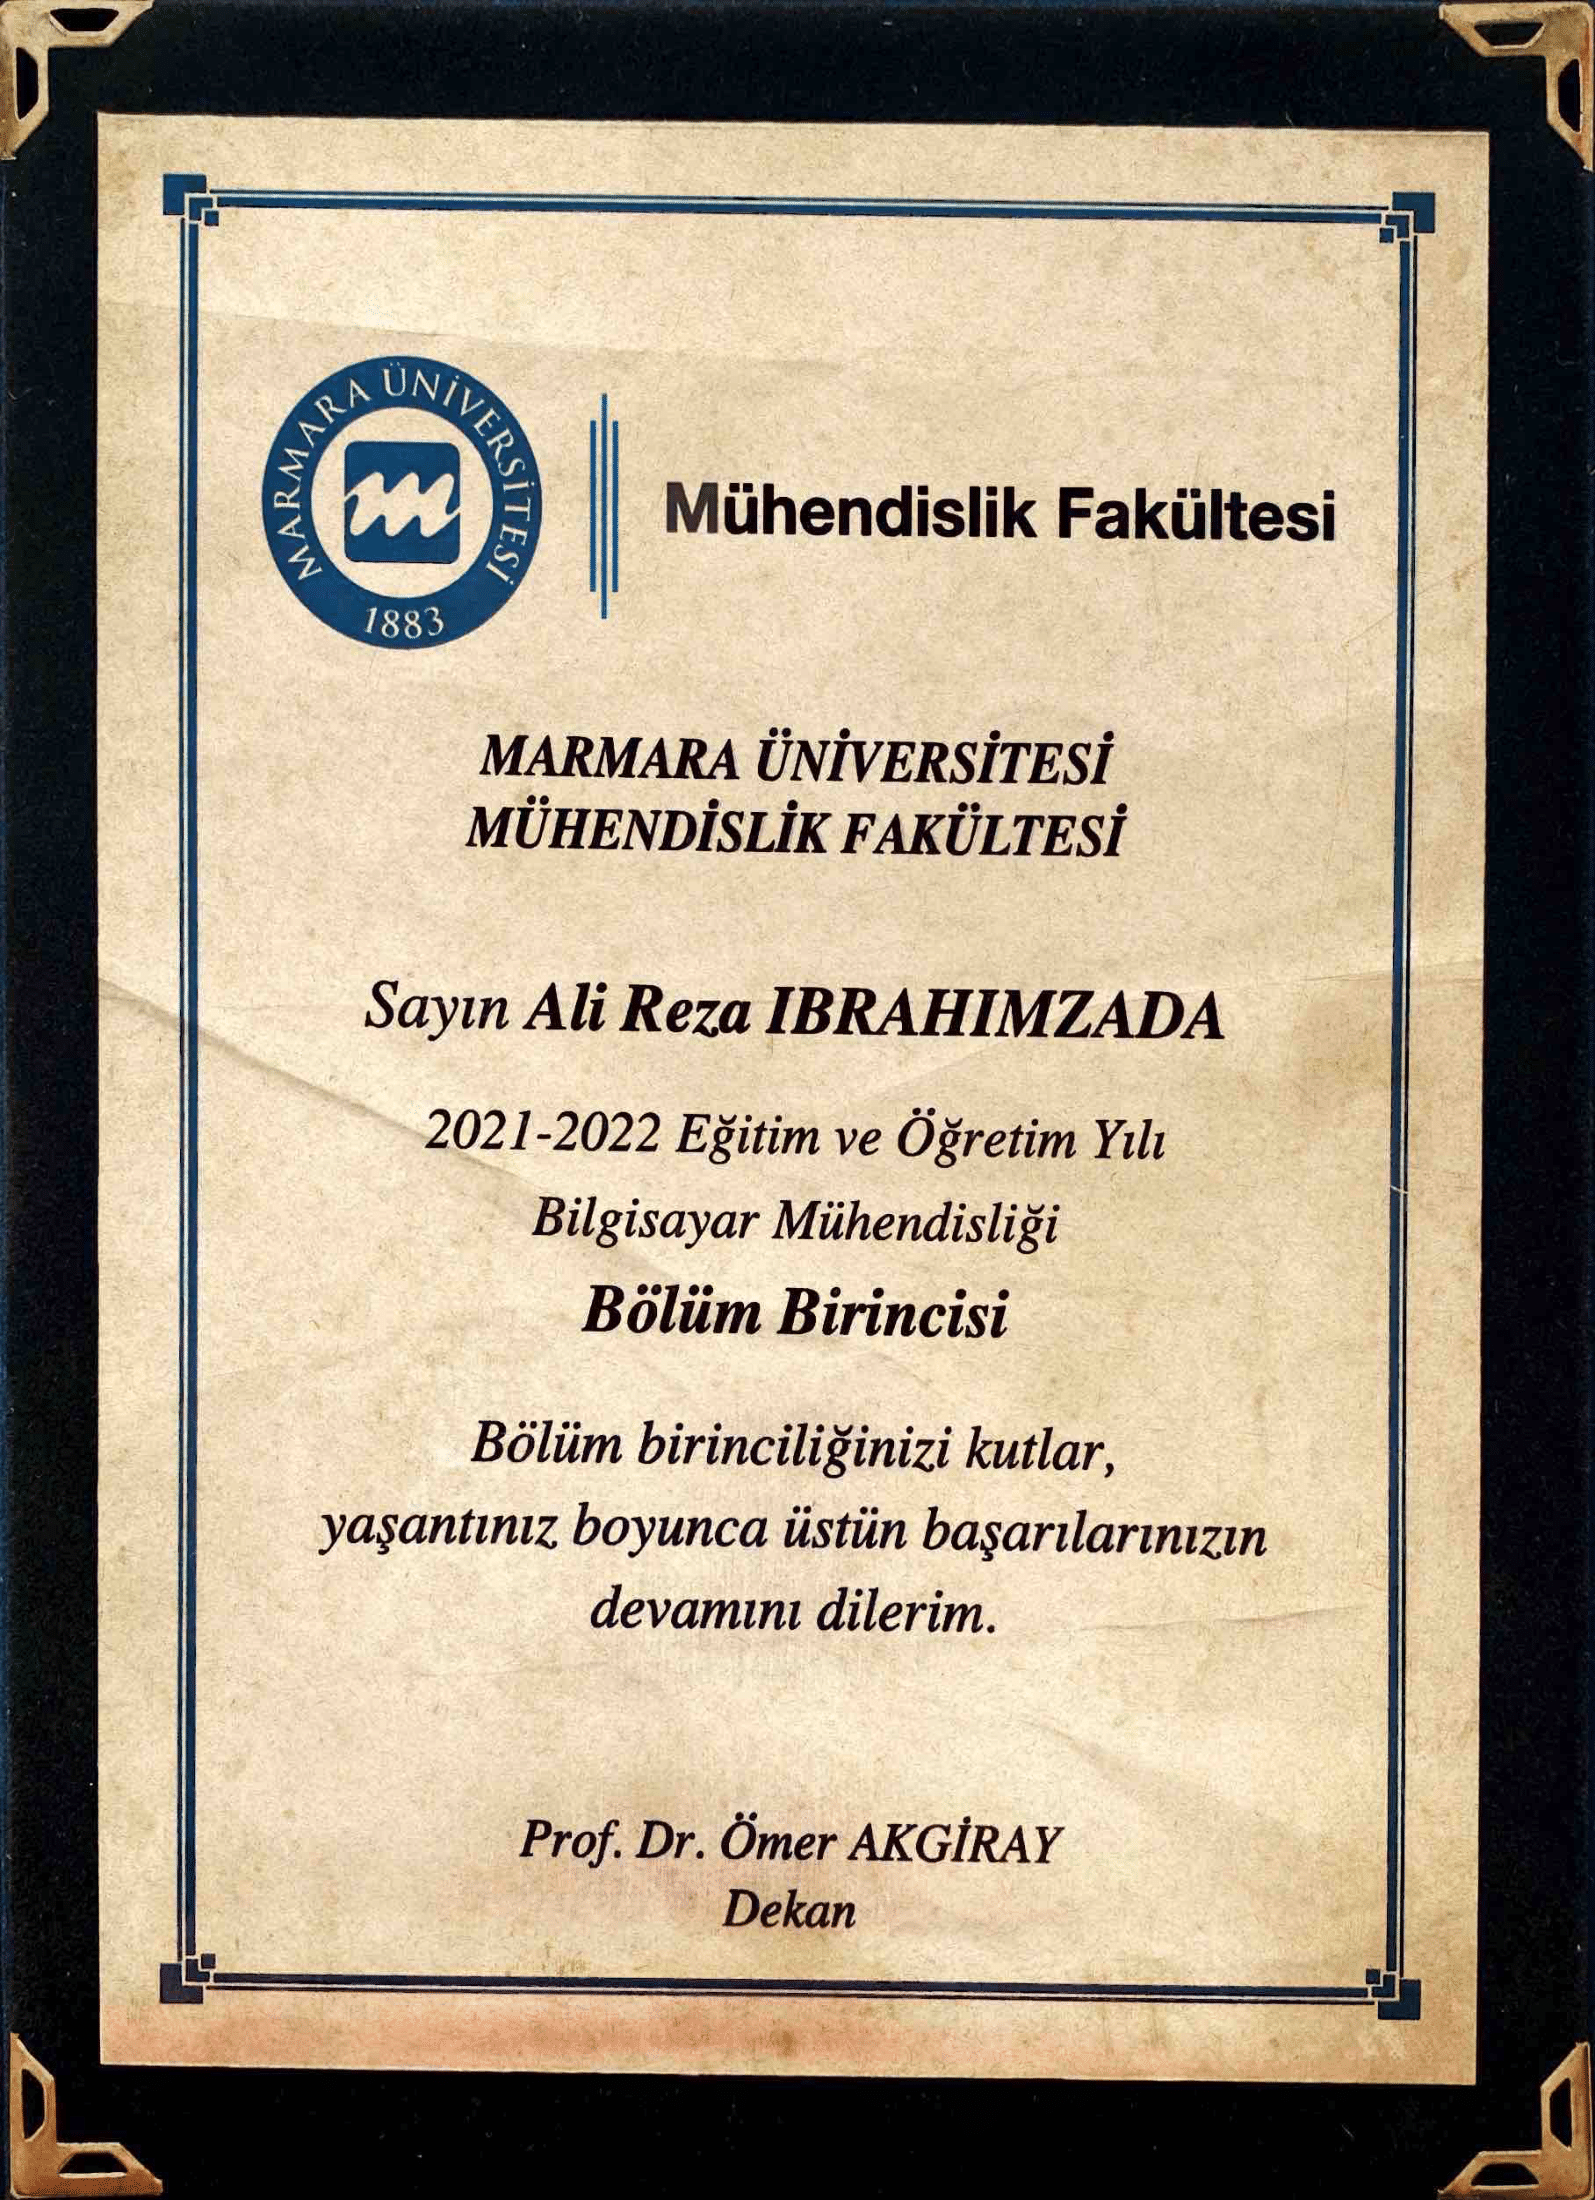 MARMARA ÜNİVERSİTESİ
1883
Mühendislik Fakültesi
MARMARA ÜNİVERSİTESİ
MÜHENDİSLİK FAKÜLTESİ
Sayın Ali Reza IBRAHIMZADA
2021-2022 Eğitim ve Öğretim Yılı
Bilgisayar Mühendisliği
Bölüm Birincisi
Bölüm birinciliğinizi kutlar,
yaşantınız boyunca üstün başarılarınızın
devamını dilerim.
Prof. Dr. Ömer AKGİRAY
Dekan